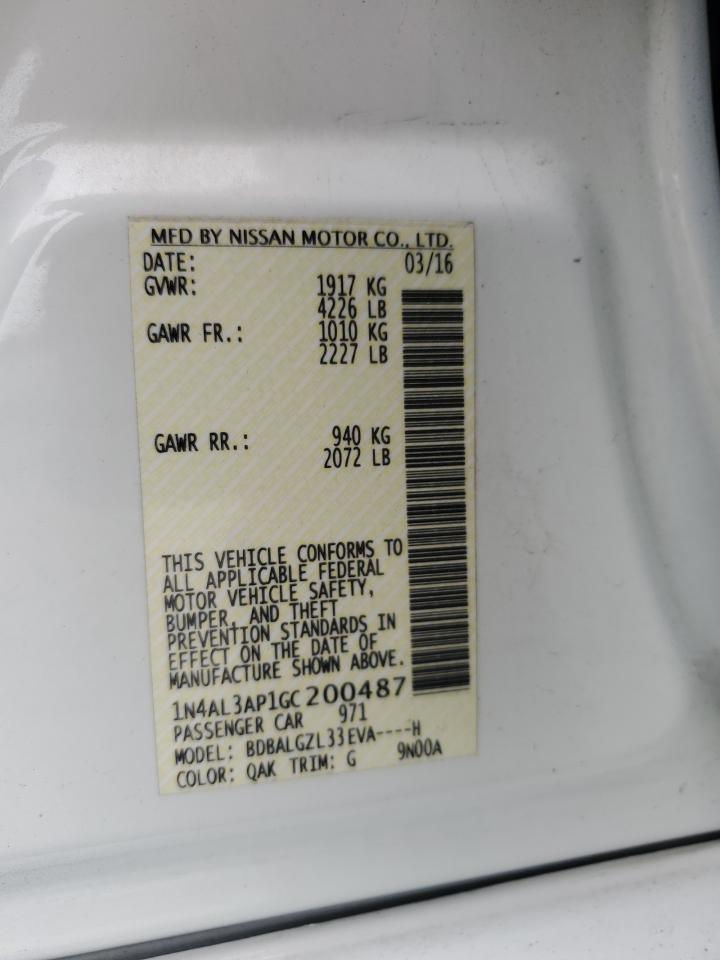 MFD BY NISSAN MOTOR CO., LTD.
DATE: 03/16
GVWR: 1917 KG
4226 LB
GAWR FR.: 1010 KG
2227 LB
GAWR RR.: 940 KG
2072 LB
THIS VEHICLE CONFORMS TO
ALL APPLICABLE FEDERAL
MOTOR VEHICLE SAFETY,
BUMPER, AND THEFT
PREVENTION STANDARDS IN
EFFECT ON THE DATE OF
MANUFACTURE SHOWN ABOVE.
1N4AL3AP1GC200487
PASSENGER CAR 971
MODEL: BDBALGZL33EVA----H
COLOR: QAK TRIM: G 9N00A